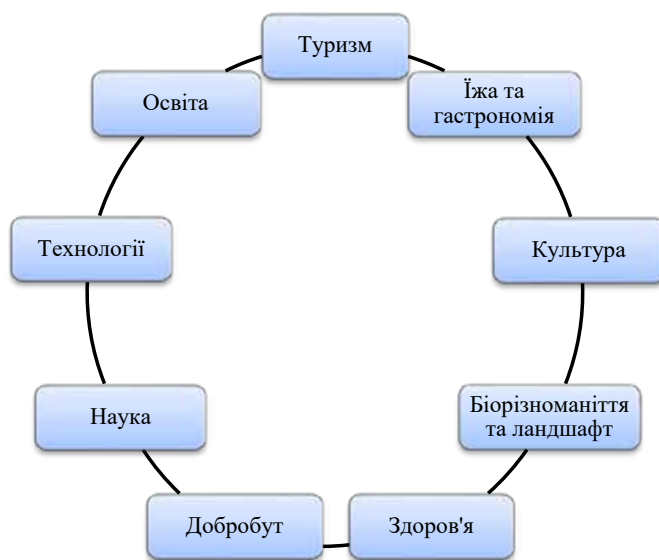 Туризм
Їжа та
гастрономія
Культура
Біорізноманіття
та ландшафт
Здоров'я
Добробут
Наука
Технології
Освіта